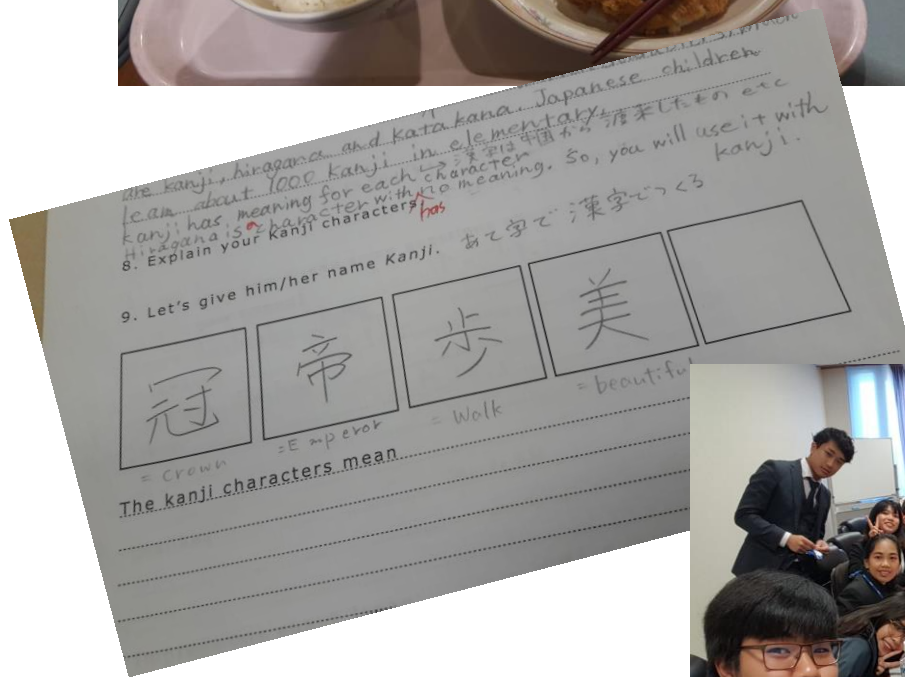 are kanji, hiragana and katakana. Japanese children
learn about 1000 kanji in elementary.
→漢字は中国から渡来したもの etc
kanji has meaning for each character
Hiragana is a character with no meaning. So, you will use it with kanji.
has
8. Explain your Kanji characters.
9. Let's give him/her name Kanji. あて字で 漢字でつくる
冠 帝 歩 美
= Crown =Emperor = Walk = beautifu
The kanji characters mean